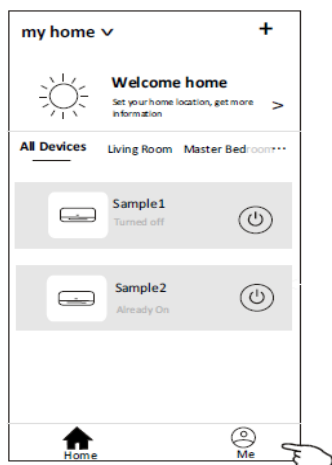 my home
+
Welcome home
Set your home location, get more
information
>
All Devices Living Room Master Bedroom...
Sample1
Turned off
Sample2
Already On
Home
Me